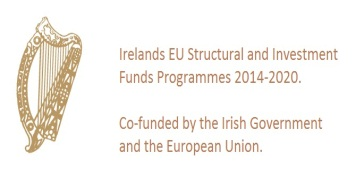 Irelands EU Structural and Investment
Funds Programmes 2014-2020.
Co-funded by the Irish Government
and the European Union.